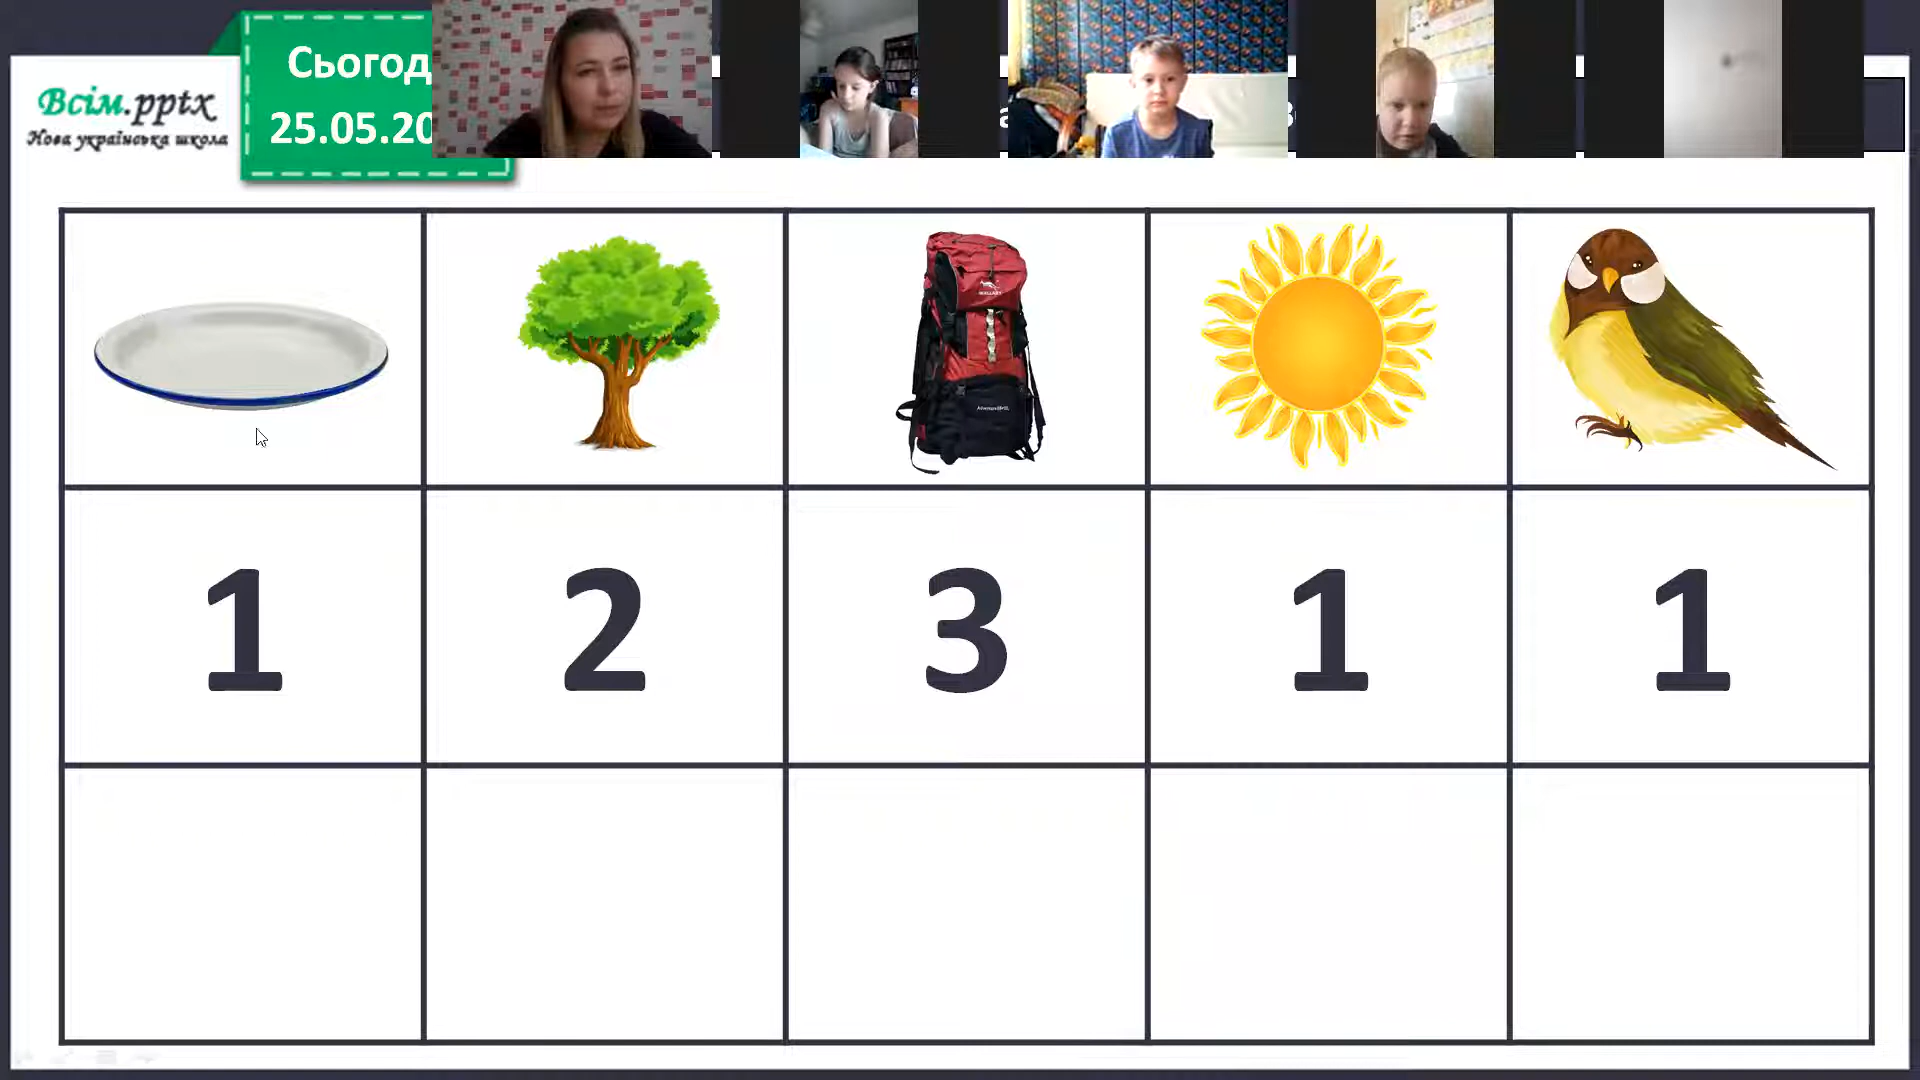 Всім.pptx
Нова українська школа
Сьогод
25.05.20
1 2 3 1 1